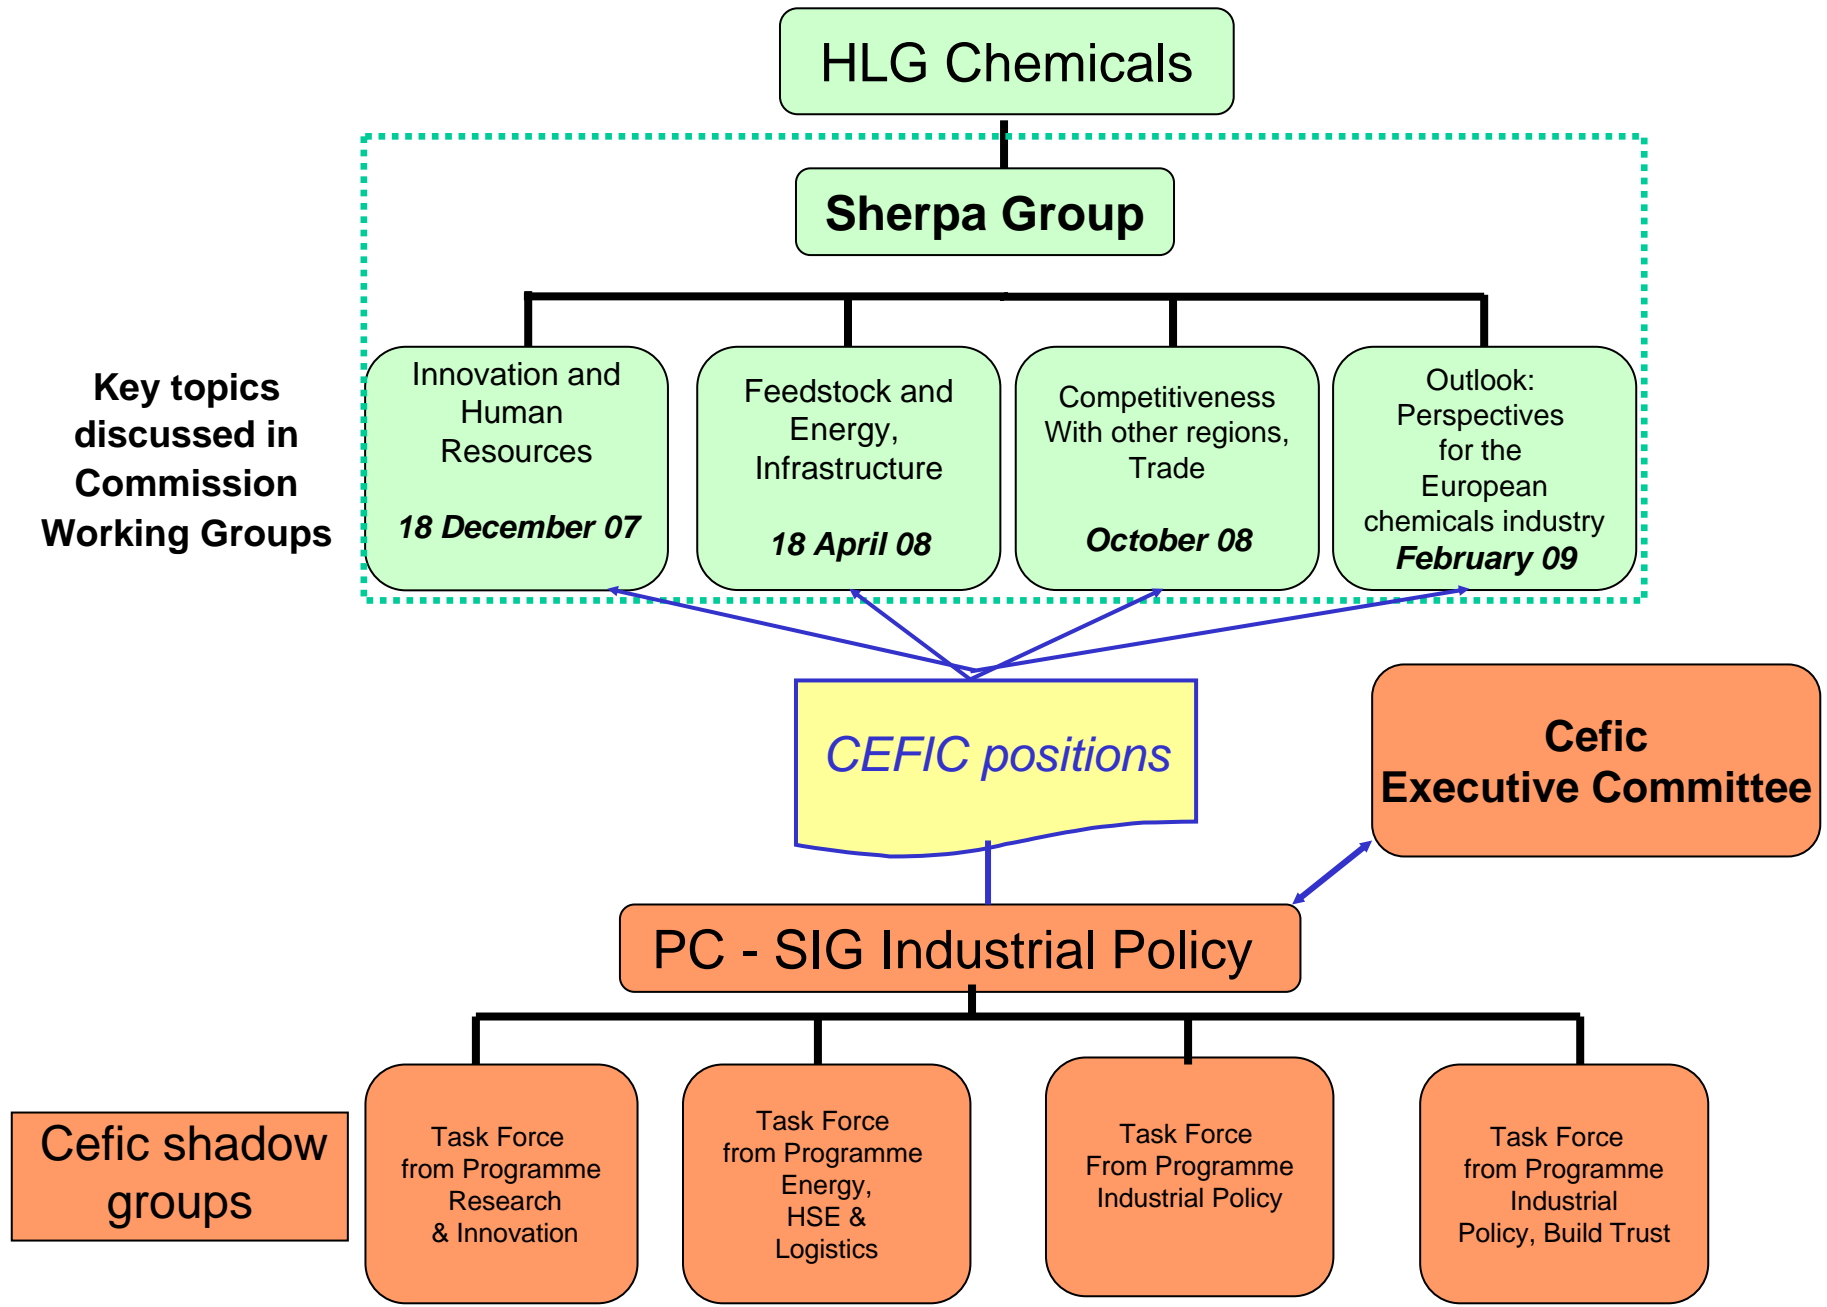 HLG Chemicals
Sherpa Group
Key topics
discussed in
Commission
Working Groups
Innovation and
Human
Resources
18 December 07
Feedstock and
Energy,
Infrastructure
18 April 08
Competitiveness
With other regions,
Trade
October 08
Outlook:
Perspectives
for the
European
chemicals industry
February 09
CEFIC positions
Cefic
Executive Committee
PC - SIG Industrial Policy
Cefic shadow
groups
Task Force
from Programme
Research
& Innovation
Task Force
from Programme
Energy,
HSE &
Logistics
Task Force
From Programme
Industrial Policy
Task Force
from Programme
Industrial
Policy, Build Trust